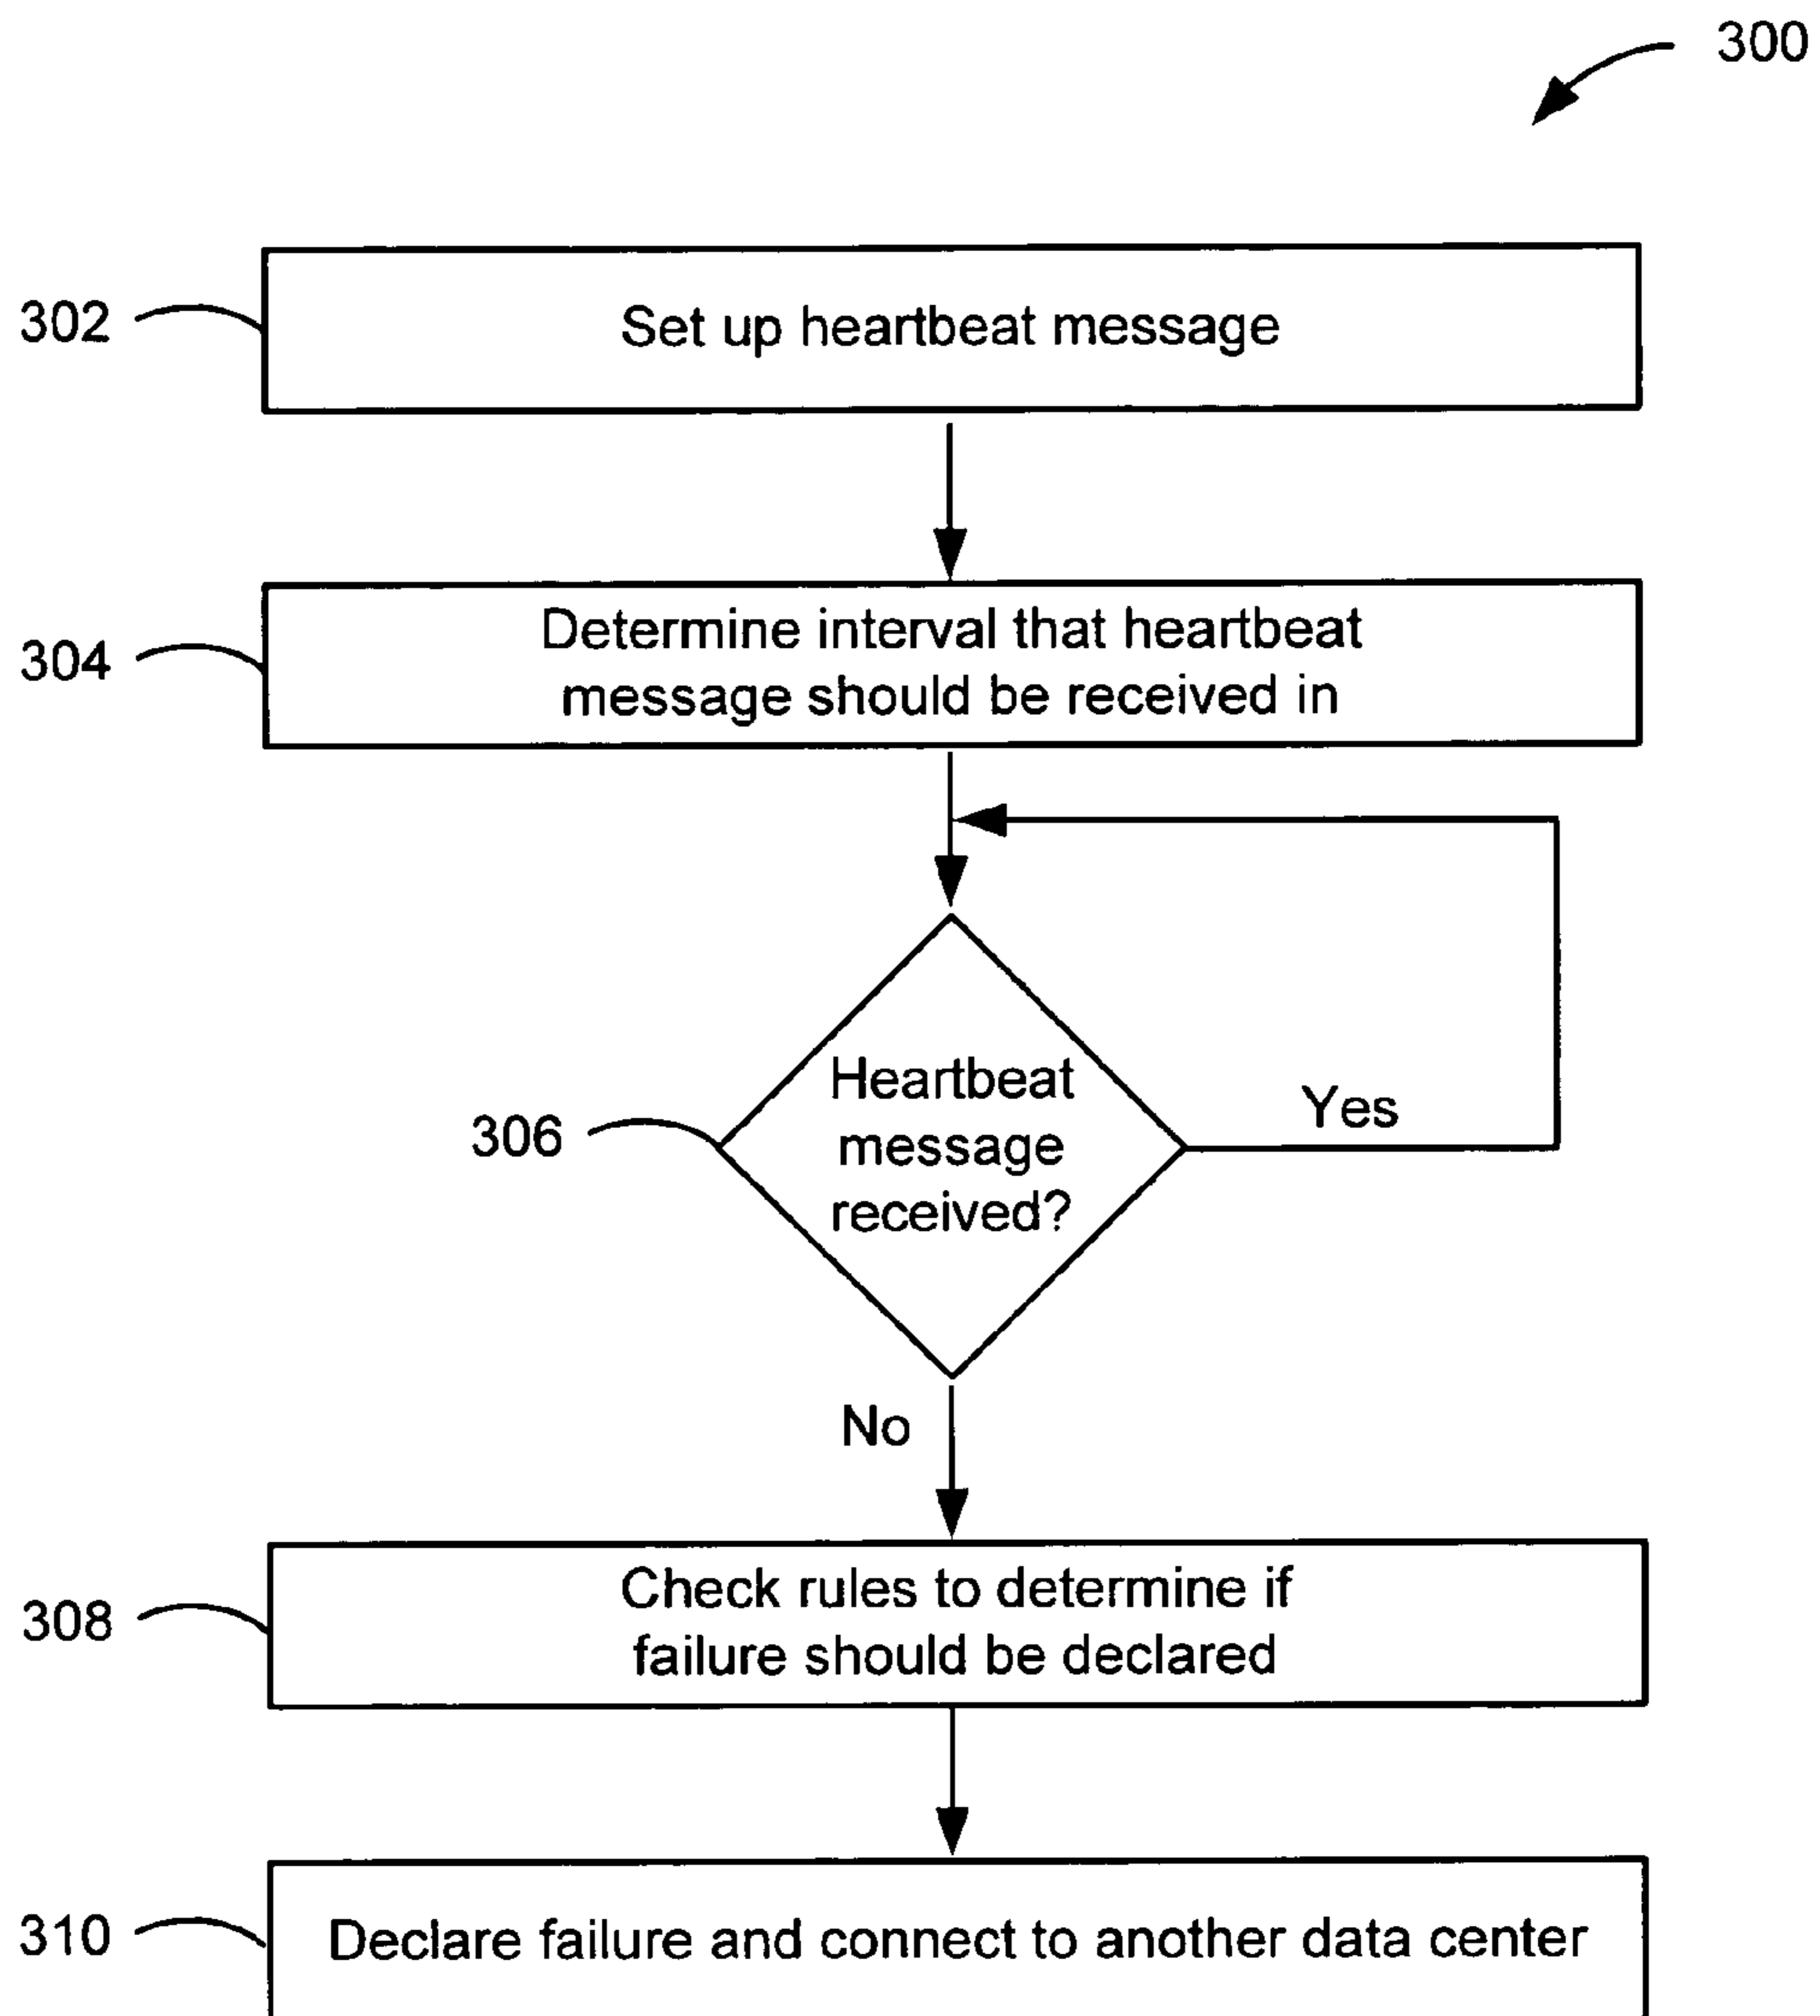 300
302
Set up heartbeat message
304
Determine interval that heartbeat
message should be received in
306
Heartbeat
message
received?
Yes
No
308
Check rules to determine if
failure should be declared
310
Declare failure and connect to another data center